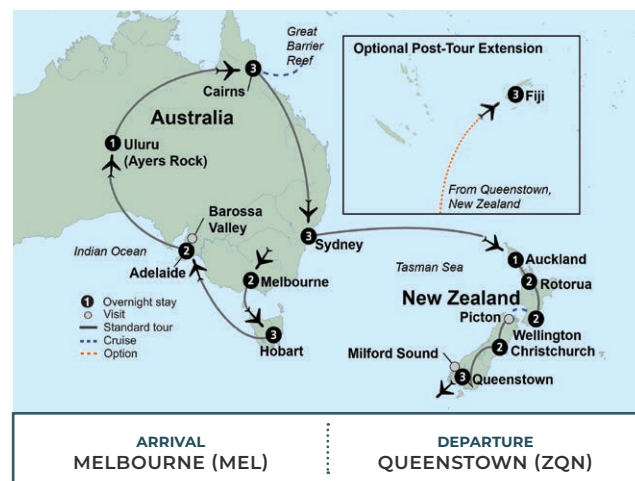 Great
Barrier
Reef
3
Cairns
Australia
1
Uluru
(Ayers Rock)
Barossa
Valley
Indian Ocean
2
Adelaide
2
Melbourne
3
Hobart
3
Sydney
Tasman Sea
1
Auckland
2
Rotorua
New Zealand
Picton
2
Wellington
2
Christchurch
Milford Sound
3
Queenstown
1 Overnight stay
Visit
Standard tour
Cruise
Option
Optional Post-Tour Extension
3
Fiji
From Queenstown,
New Zealand
ARRIVAL
MELBOURNE (MEL)
DEPARTURE
QUEENSTOWN (ZQN)